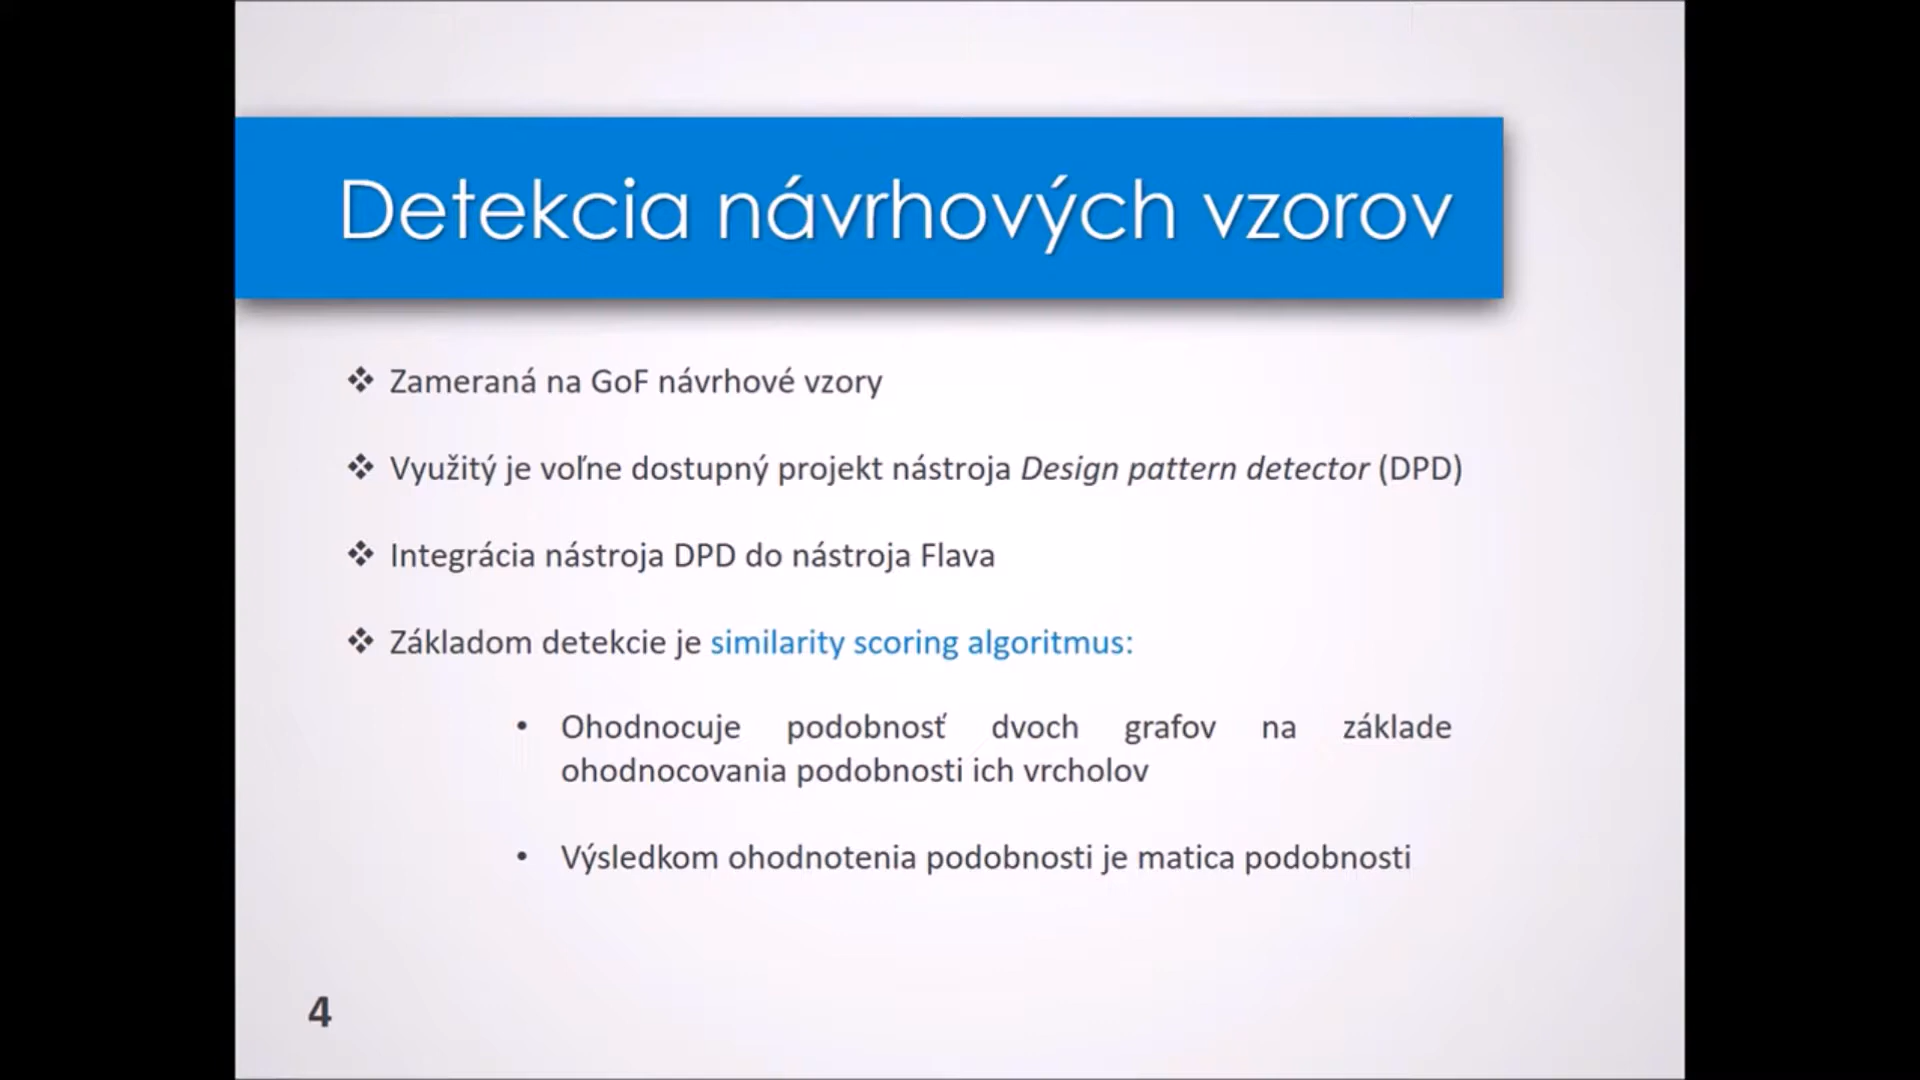 Detekcia návrhových vzorov
❖ Zameraná na GoF návrhové vzory
❖ Využitý je voľne dostupný projekt nástroja Design pattern detector (DPD)
❖ Integrácia nástroja DPD do nástroja Flava
❖ Základom detekcie je similarity scoring algoritmus:
• Ohodnocuje podobnosť dvoch grafov na základe
ohodnocovania podobnosti ich vrcholov
• Výsledkom ohodnotenia podobnosti je matica podobnosti
4